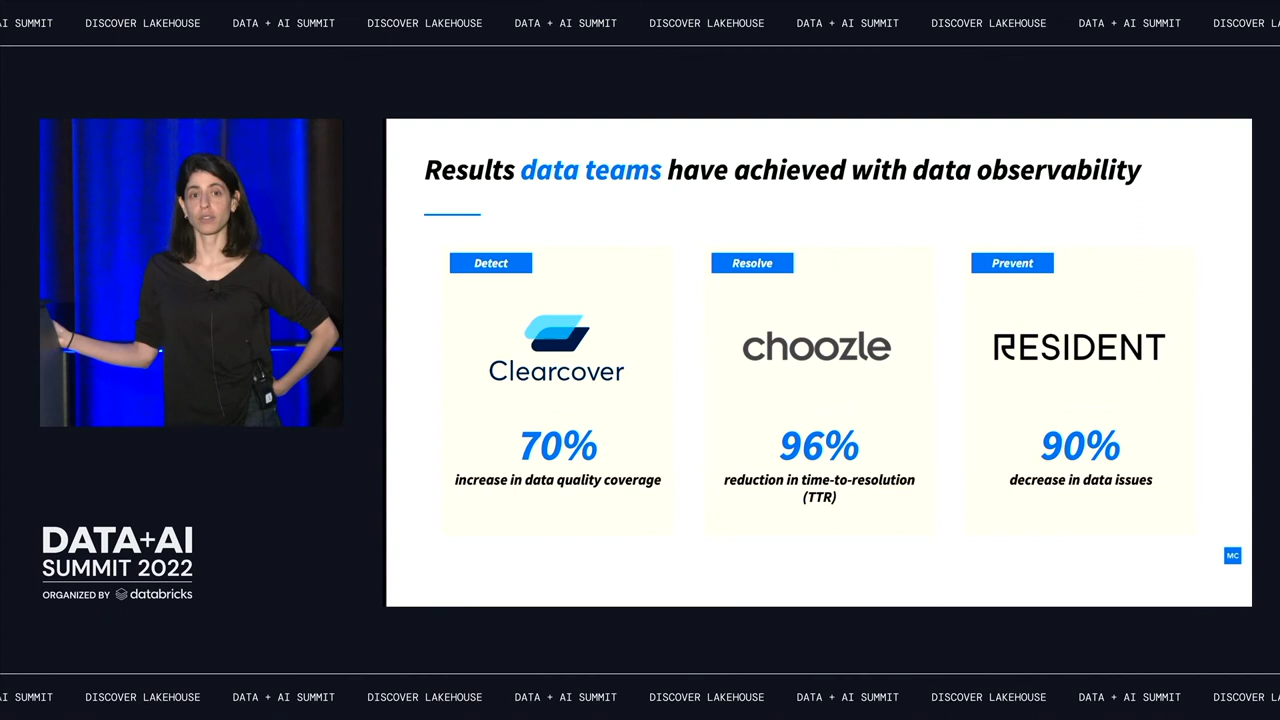 AI SUMMIT DISCOVER LAKEHOUSE DATA + AI SUMMIT DISCOVER LAKEHOUSE DATA + AI SUMMIT DISCOVER LAKEHOUSE DATA + AI SUMMIT DISCOVER LAKEHOUSE DATA + AI SUMMIT DISCOVER
Results data teams have achieved with data observability
Detect
Clearcover
70%
increase in data quality coverage
Resolve
choozle
96%
reduction in time-to-resolution
(TTR)
Prevent
RESIDENT
90%
decrease in data issues
MC
DATA+AI
SUMMIT 2022
ORGANIZED BY databricks
AI SUMMIT DISCOVER LAKEHOUSE DATA + AI SUMMIT DISCOVER LAKEHOUSE DATA + AI SUMMIT DISCOVER LAKEHOUSE DATA + AI SUMMIT DISCOVER LAKEHOUSE DATA + AI SUMMIT DISCOVER